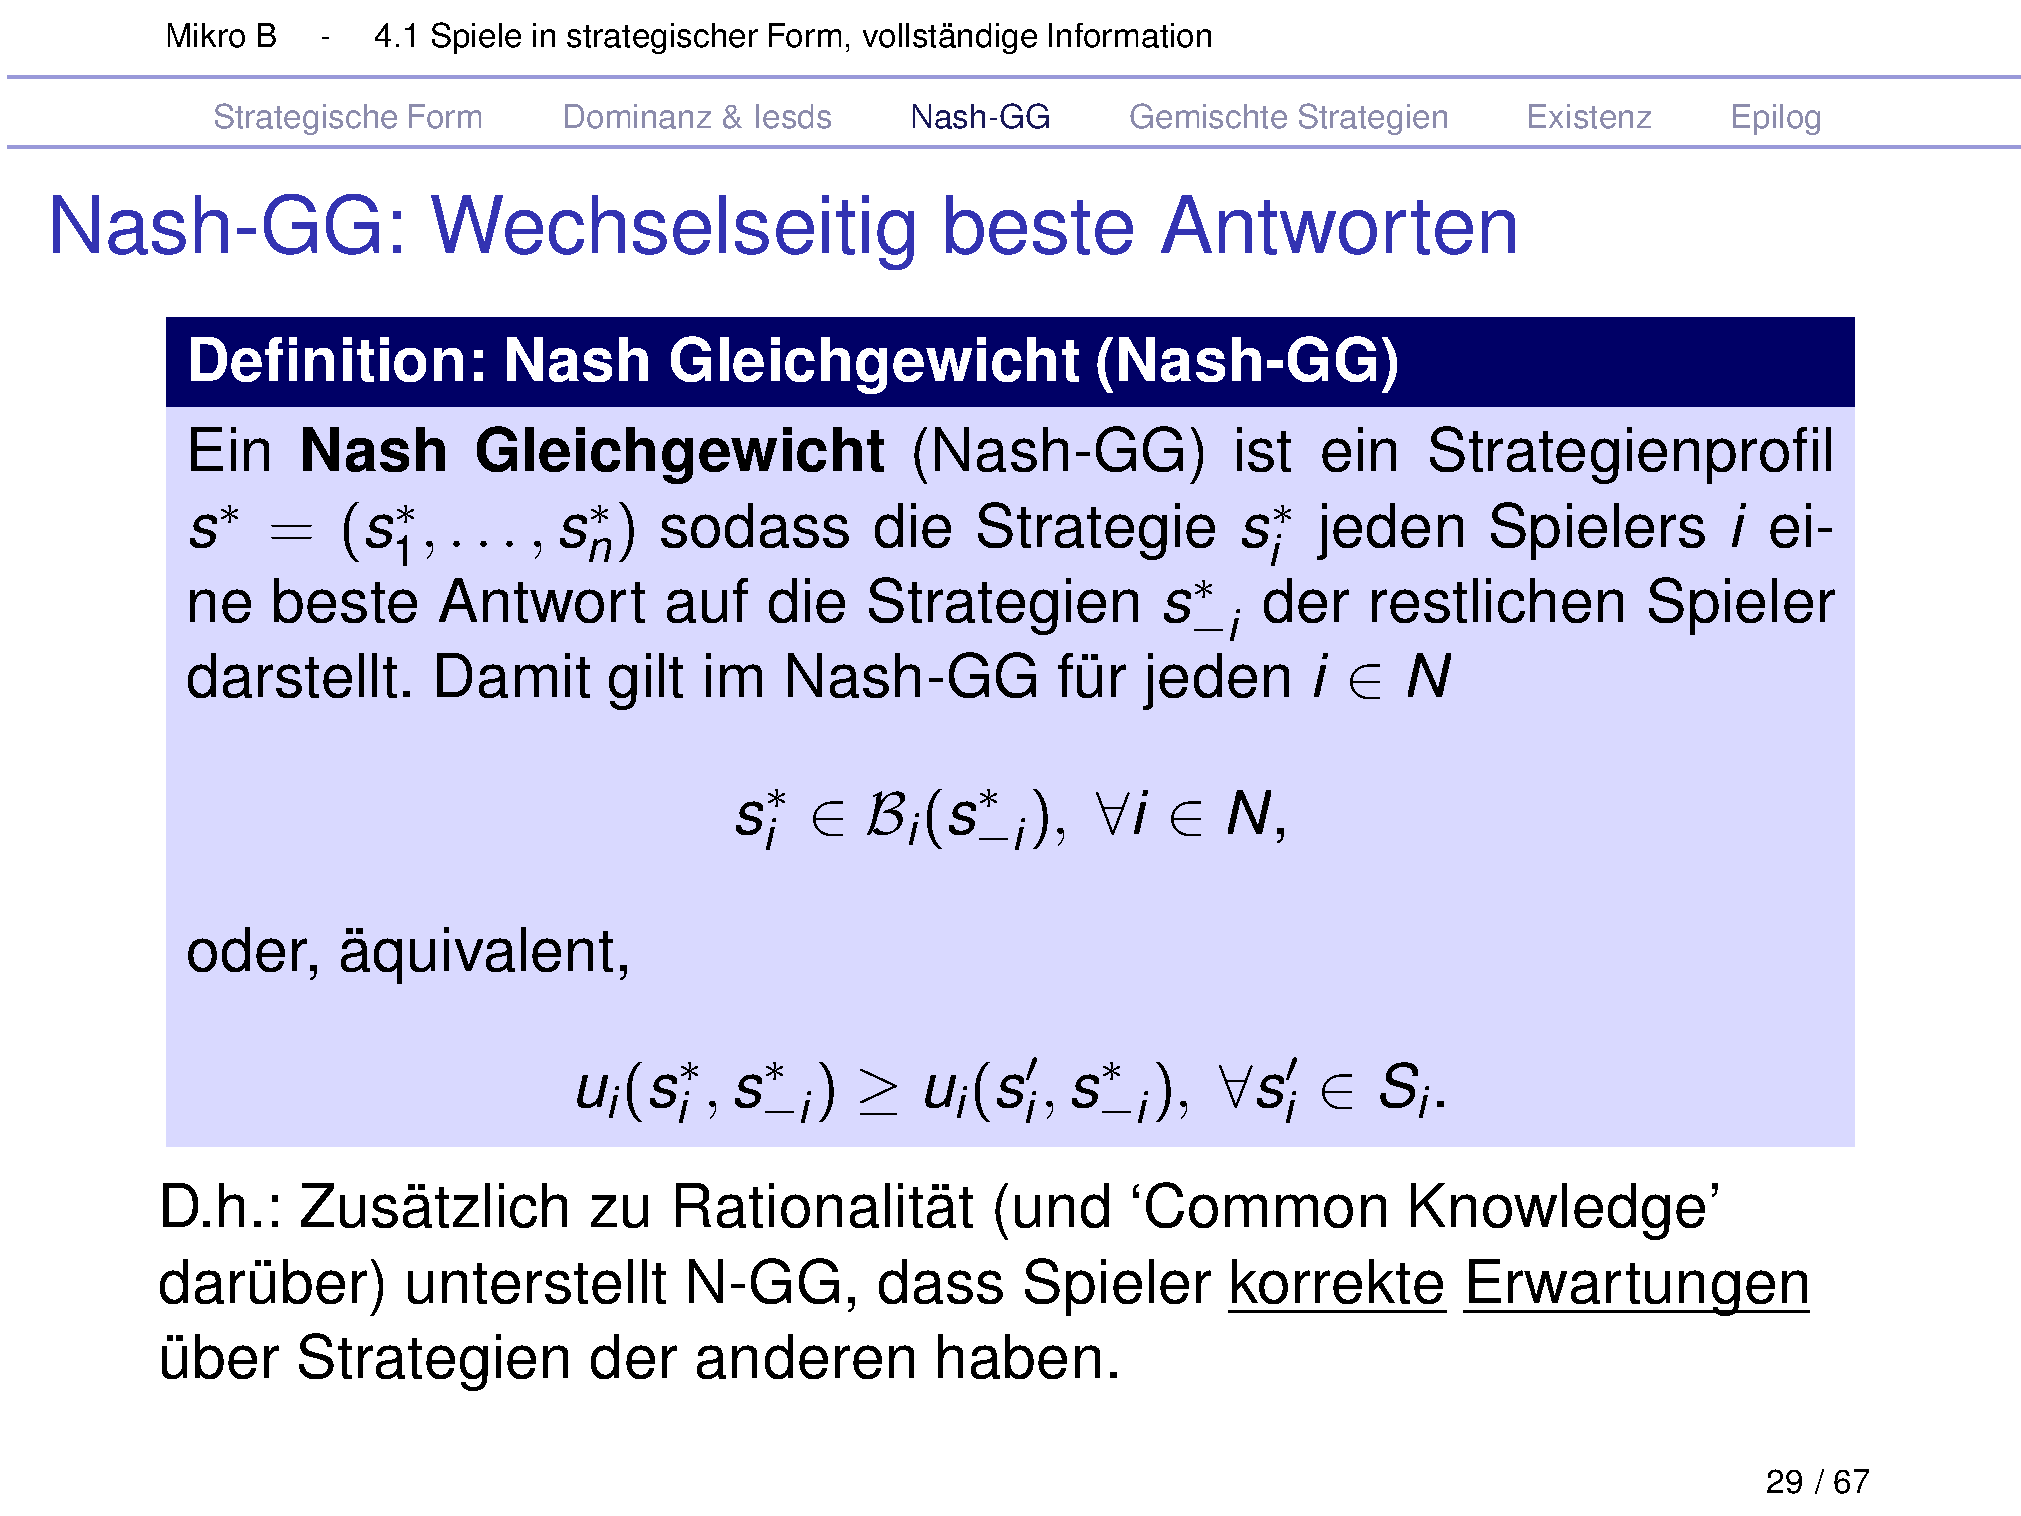 Mikro B - 4.1 Spiele in strategischer Form, vollständige Information
Strategische Form Dominanz & Iesds Nash-GG Gemischte Strategien Existenz Epilog
Nash-GG: Wechselseitig beste Antworten
Definition: Nash Gleichgewicht (Nash-GG)
Ein Nash Gleichgewicht (Nash-GG) ist ein Strategienprofil
$s^* = (s_1^*, \ldots, s_n^*)$ sodass die Strategie $s_i^*$ jeden Spielers $i$ ei-
ne beste Antwort auf die Strategien $s_{-i}^*$ der restlichen Spieler
darstellt. Damit gilt im Nash-GG für jeden $i \in N$
$s_i^* \in \mathcal{B}_i(s_{-i}^*), \ \forall i \in N,$
oder, äquivalent,
$u_i(s_i^*, s_{-i}^*) \geq u_i(s_i', s_{-i}^*), \ \forall s_i' \in S_i.$
D.h.: Zusätzlich zu Rationalität (und ‘Common Knowledge’
darüber) unterstellt N-GG, dass Spieler korrekte Erwartungen
über Strategien der anderen haben.
29 / 67